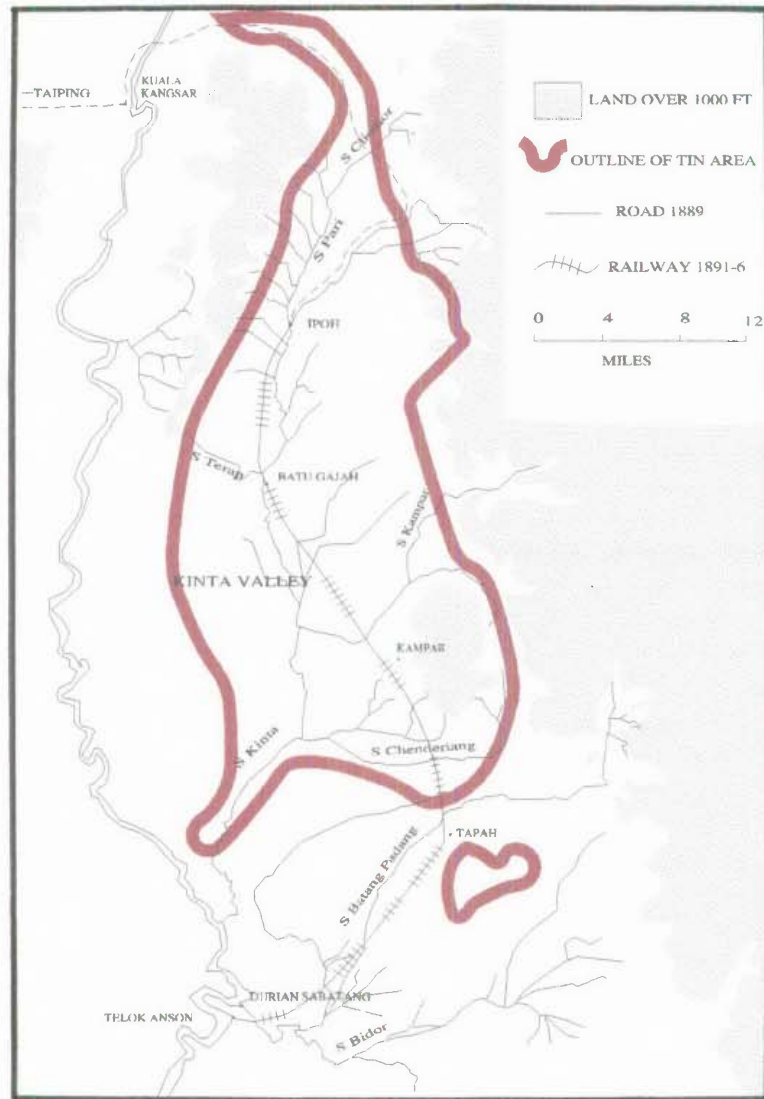 TAIPING
KUALA
KANGSAR
LAND OVER 1000 FT
S Chemor
OUTLINE OF TIN AREA
ROAD 1889
S Pari
RAILWAY 1891-6
IPOH
0 4 8 12
MILES
S Terap
BATU GAJAH
S Kampar
KINTA VALLEY
KAMPAR
S Kinta
S Chenderiang
TAPAH
S Batang Padang
DURIAN SABATANG
TELOK ANSON
S Bidor